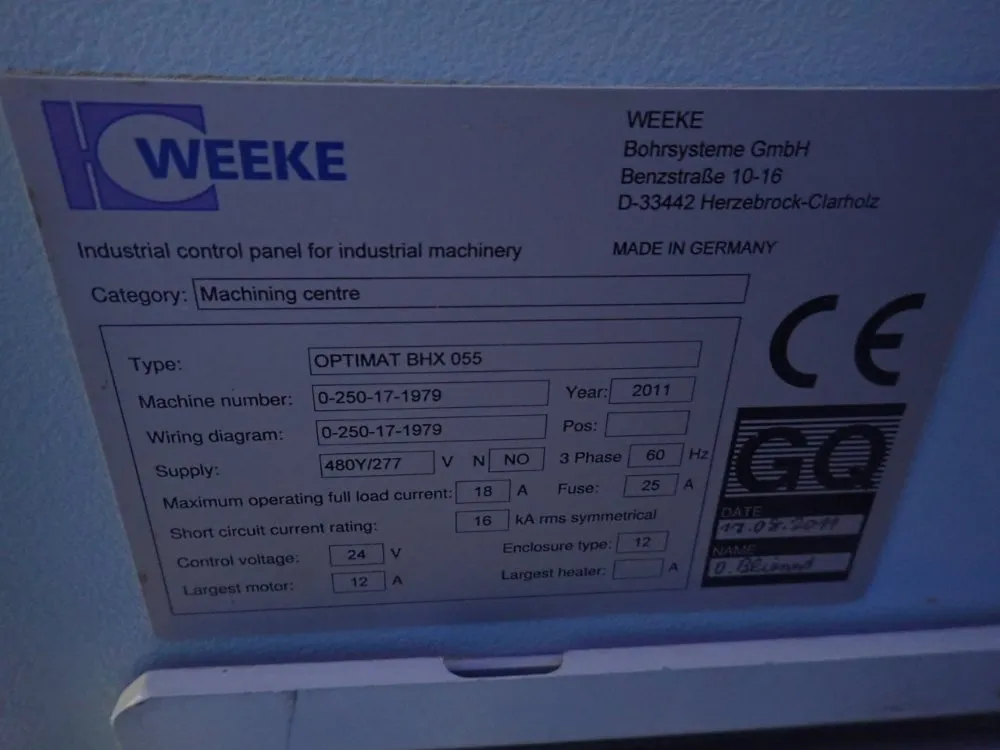 WEEKE
WEEKE
Bohrsysteme GmbH
Benzstraße 10-16
D-33442 Herzebrock-Clarholz
Industrial control panel for industrial machinery
MADE IN GERMANY
Category: Machining centre
CE
Type: OPTIMAT BHX 055
Machine number: 0-250-17-1979 Year: 2011
Wiring diagram: 0-250-17-1979 Pos:
Supply: 480Y/277 V N NO 3 Phase 60 Hz
Maximum operating full load current: 18 A Fuse: 25 A
Short circuit current rating: 16 kA rms symmetrical
Control voltage: 24 V Enclosure type: 12
Largest motor: 12 A Largest heater: A
GQ
DATE
17.08.2011
NAME